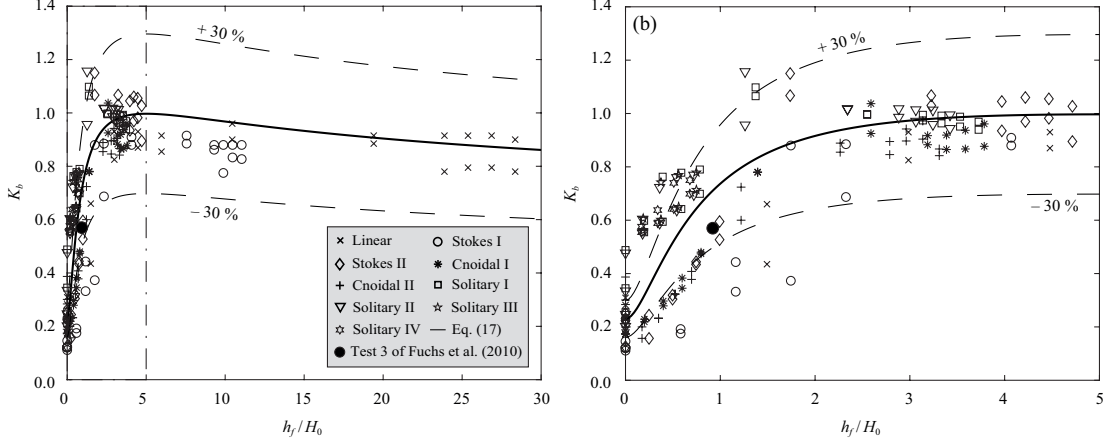 1.4
1.2
1.0
0.8
0.6
0.4
0.2
0.0
K_b
+ 30 %
− 30 %
× Linear
○ Stokes I
◇ Stokes II
✱ Cnoidal I
+ Cnoidal II
□ Solitary I
▽ Solitary II
☆ Solitary III
✡ Solitary IV
— Eq. (17)
● Test 3 of Fuchs et al. (2010)
0 5 10 15 20 25 30
h_f / H_0
(b)
1.4
1.2
1.0
0.8
0.6
0.4
0.2
0.0
K_b
+ 30 %
− 30 %
0 1 2 3 4 5
h_f / H_0